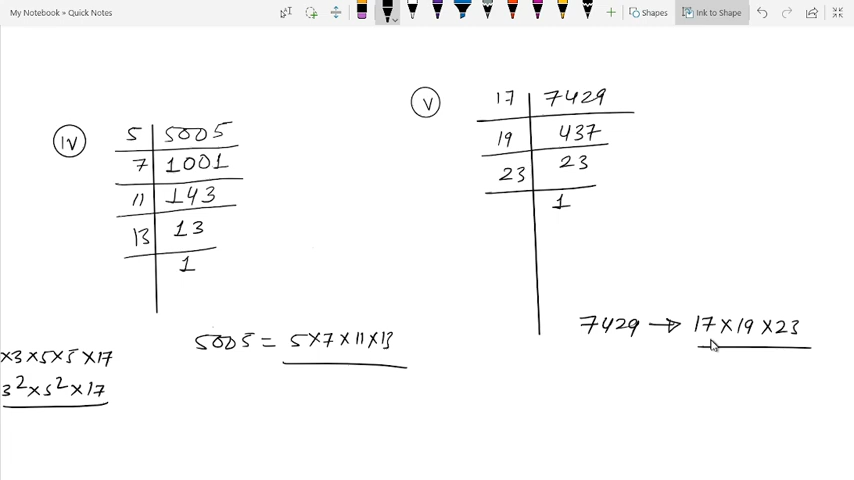 My Notebook » Quick Notes
Shapes
Ink to Shape
iv
5 5005
7 1001
11 143
13 13
1
v
17 7429
19 437
23 23
1
5005 = 5×7×11×13
7429 → 17×19×23
×3×5×5×17
3²×5²×17